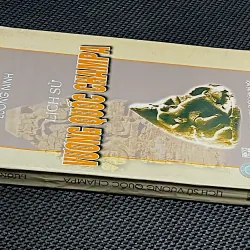 LƯƠNG NINH
LỊCH SỬ
VƯƠNG QUỐC CHAMPA
LỊCH SỬ VƯƠNG QUỐC CHAMPA